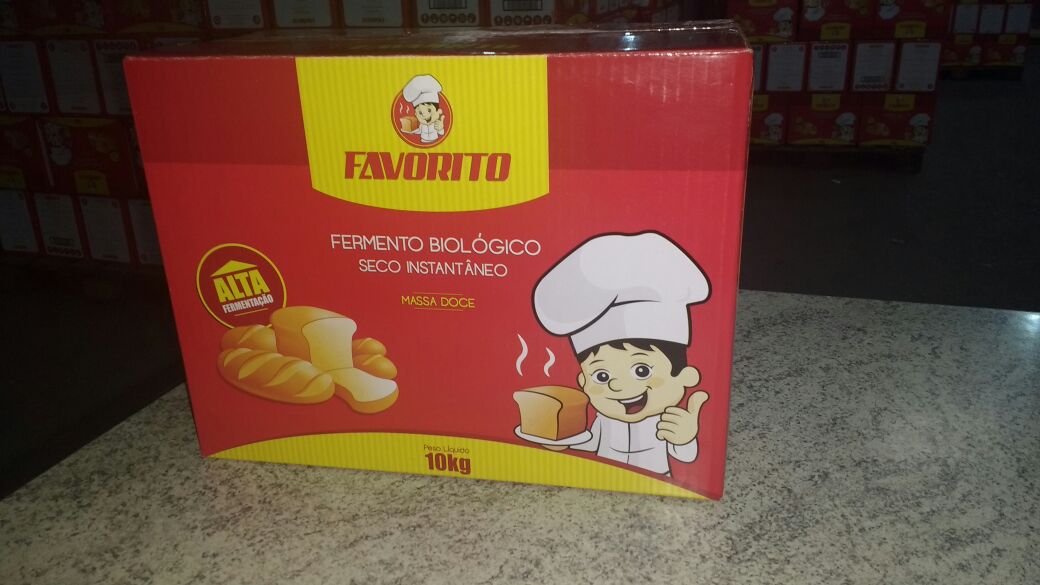 FAVORITO
FERMENTO BIOLÓGICO
SECO INSTANTÂNEO
MASSA DOCE
ALTA
FERMENTAÇÃO
Peso Líquido
10kg